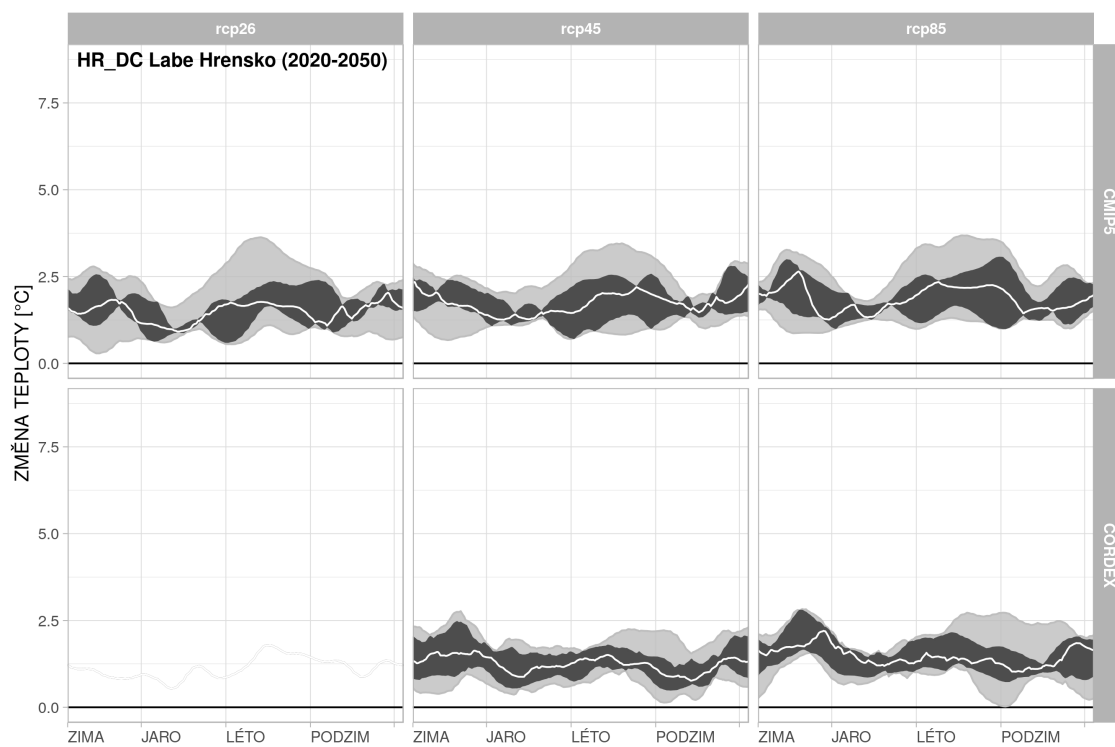 rcp26 rcp45 rcp85
HR_DC Labe Hrensko (2020-2050)
ZMĚNA TEPLOTY [°C]
7.5
5.0
2.5
0.0
CMIP5
7.5
5.0
2.5
0.0
CORDEX
ZIMA JARO LÉTO PODZIM ZIMA JARO LÉTO PODZIM ZIMA JARO LÉTO PODZIM